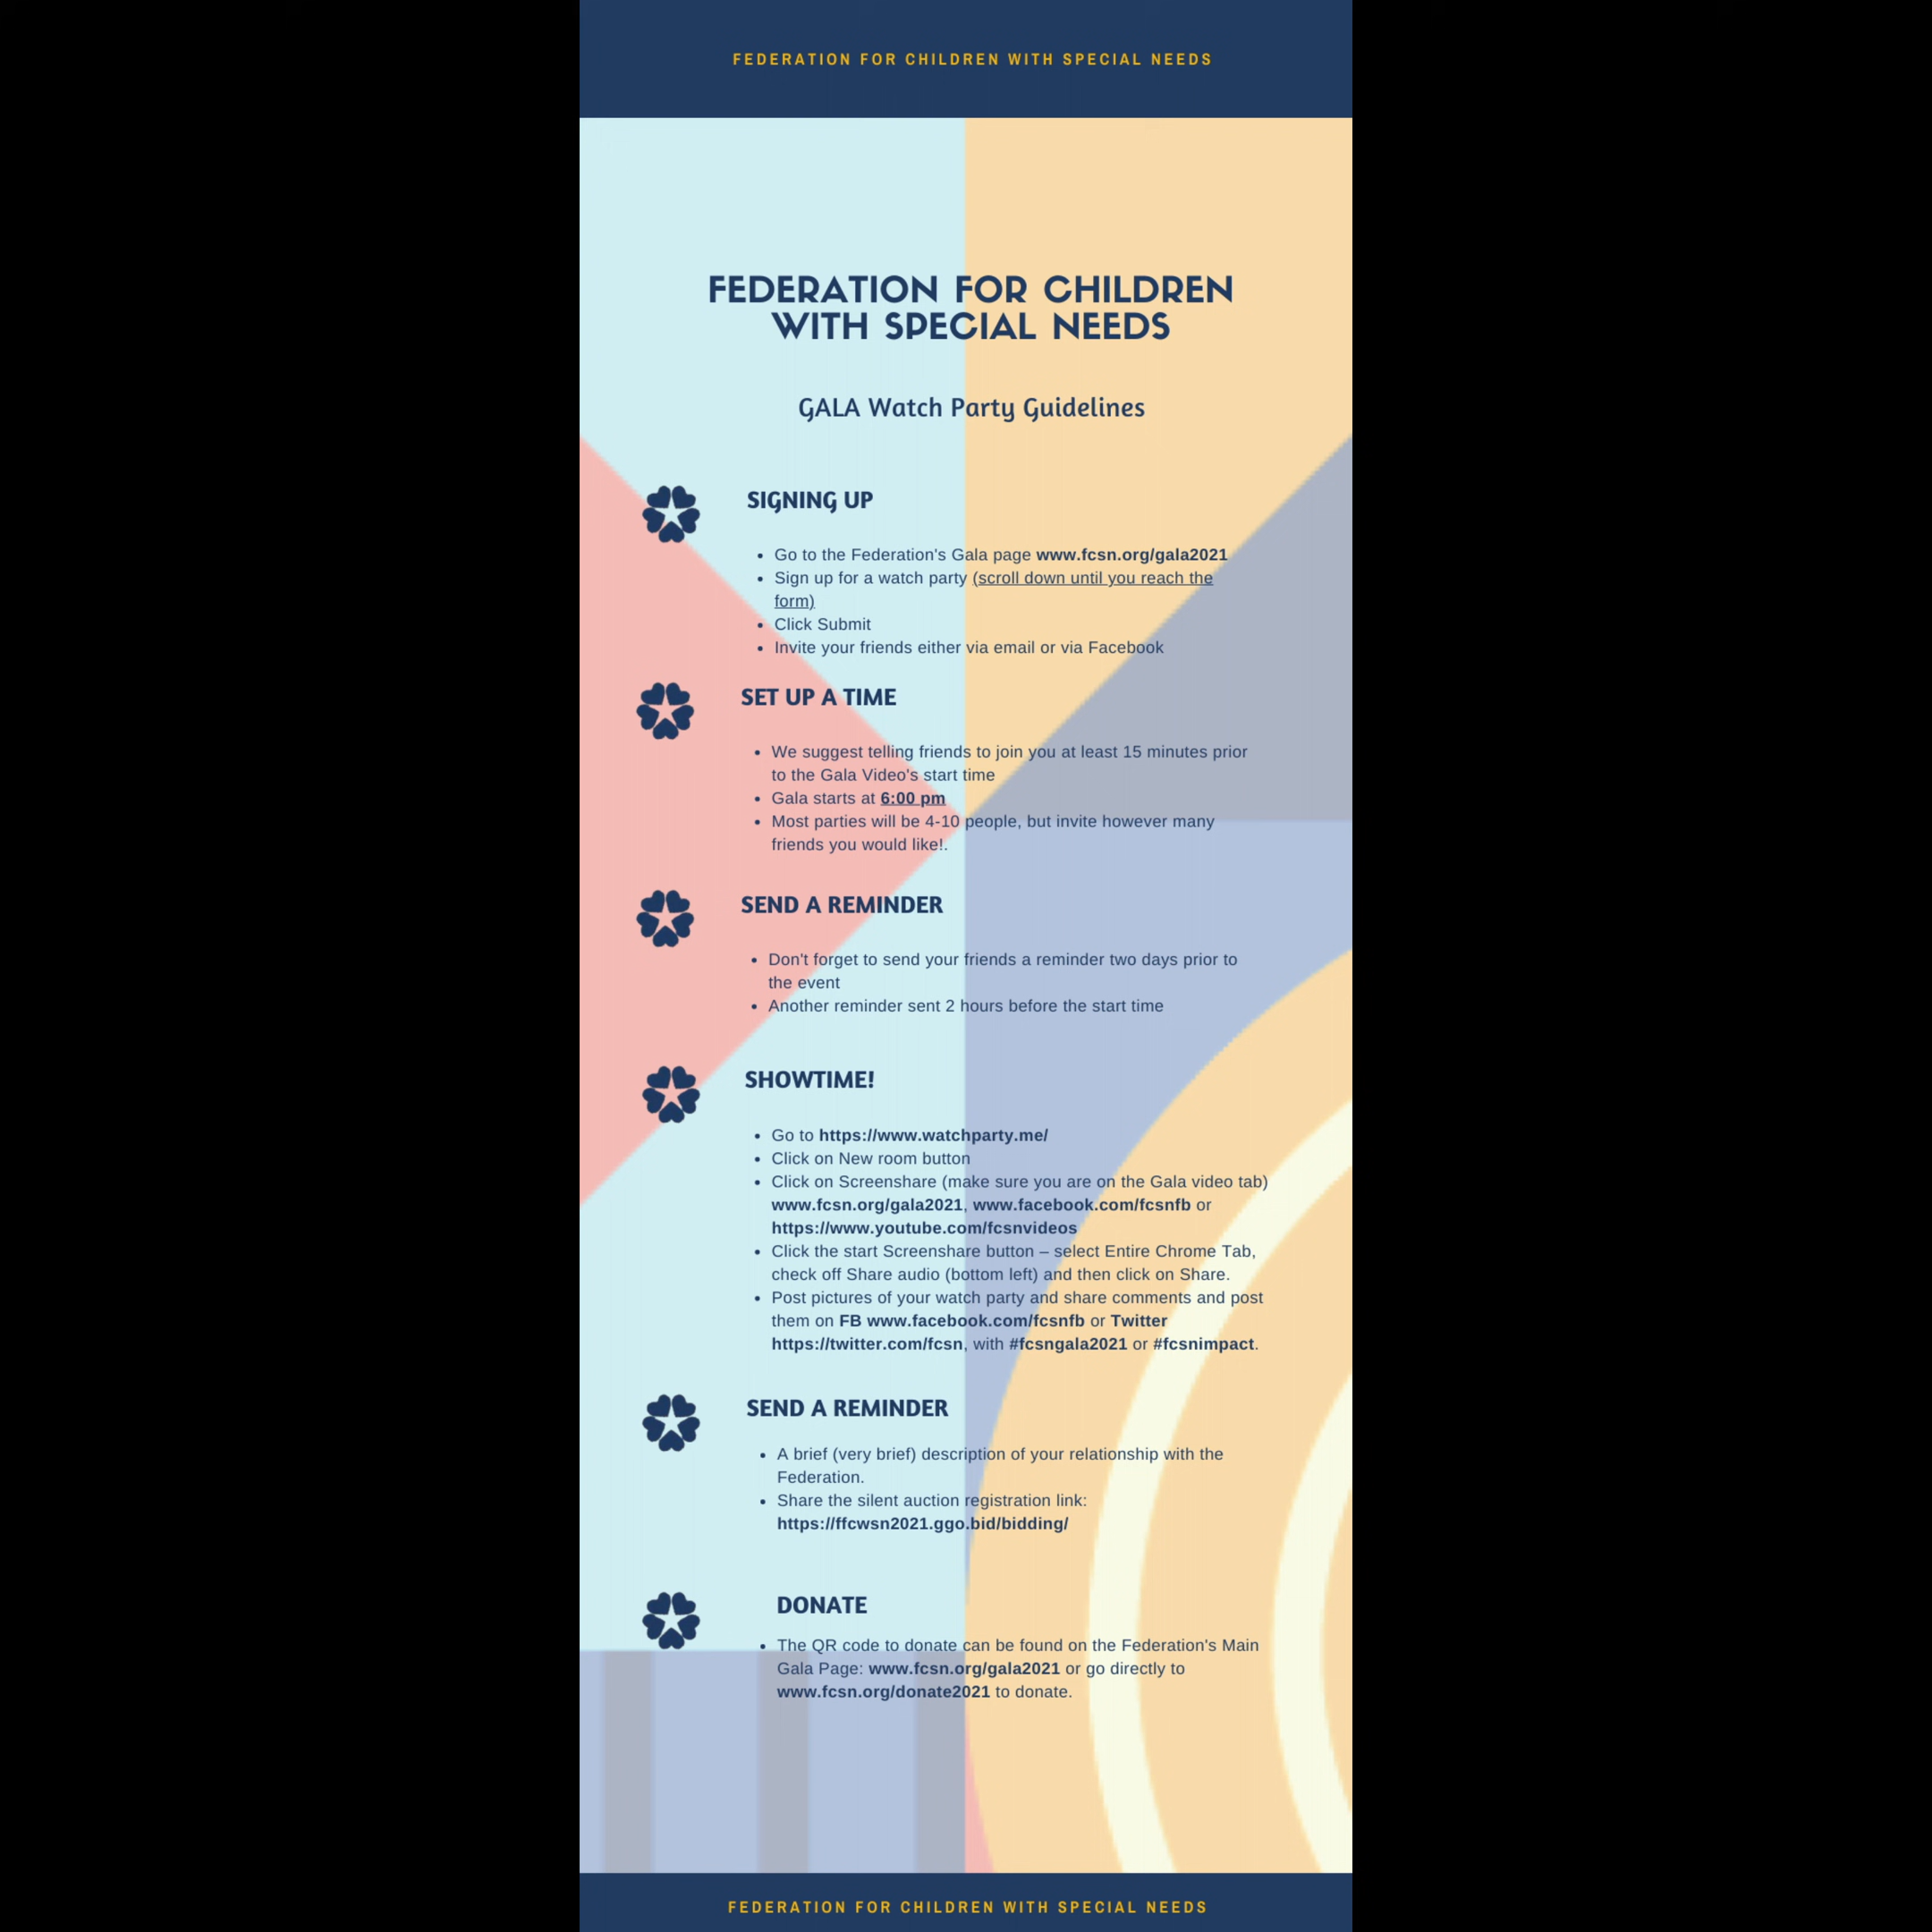 FEDERATION FOR CHILDREN WITH SPECIAL NEEDS
FEDERATION FOR CHILDREN
WITH SPECIAL NEEDS
GALA Watch Party Guidelines
SIGNING UP
• Go to the Federation's Gala page www.fcsn.org/gala2021
• Sign up for a watch party (scroll down until you reach the
form)
• Click Submit
• Invite your friends either via email or via Facebook
SET UP A TIME
• We suggest telling friends to join you at least 15 minutes prior
to the Gala Video's start time
• Gala starts at 6:00 pm
• Most parties will be 4-10 people, but invite however many
friends you would like!.
SEND A REMINDER
• Don't forget to send your friends a reminder two days prior to
the event
• Another reminder sent 2 hours before the start time
SHOWTIME!
• Go to https://www.watchparty.me/
• Click on New room button
• Click on Screenshare (make sure you are on the Gala video tab)
www.fcsn.org/gala2021, www.facebook.com/fcsnfb or
https://www.youtube.com/fcsnvideos
• Click the start Screenshare button – select Entire Chrome Tab,
check off Share audio (bottom left) and then click on Share.
• Post pictures of your watch party and share comments and post
them on FB www.facebook.com/fcsnfb or Twitter
https://twitter.com/fcsn, with #fcsngala2021 or #fcsnimpact.
SEND A REMINDER
• A brief (very brief) description of your relationship with the
Federation.
• Share the silent auction registration link:
https://ffcwsn2021.ggo.bid/bidding/
DONATE
• The QR code to donate can be found on the Federation's Main
Gala Page: www.fcsn.org/gala2021 or go directly to
www.fcsn.org/donate2021 to donate.
FEDERATION FOR CHILDREN WITH SPECIAL NEEDS